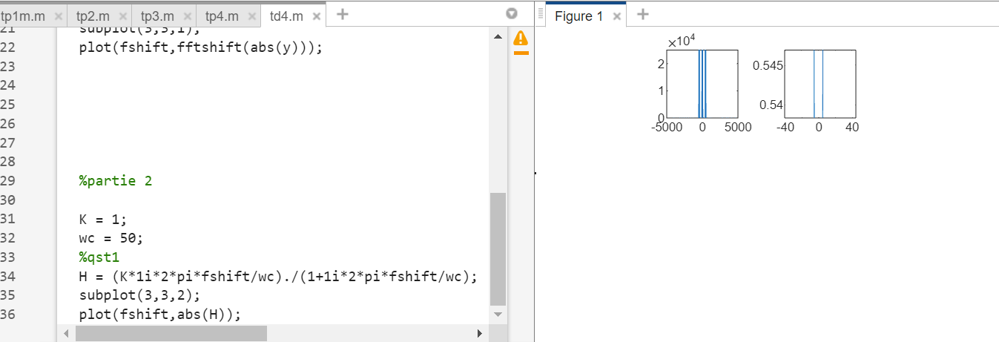 tp1m.m × tp2.m × tp3.m × tp4.m × td4.m × +
21 subplot(3,3,1);
22 plot(fshift,fftshift(abs(y)));
23
24
25
26
27
28
29 %partie 2
30
31 K = 1;
32 wc = 50;
33 %qst1
34 H = (K*1i*2*pi*fshift/wc)./(1+1i*2*pi*fshift/wc);
35 subplot(3,3,2);
36 plot(fshift,abs(H));
Figure 1 × +
×10^4
2
1
0
-5000 0 5000
0.545
0.54
-40 0 40